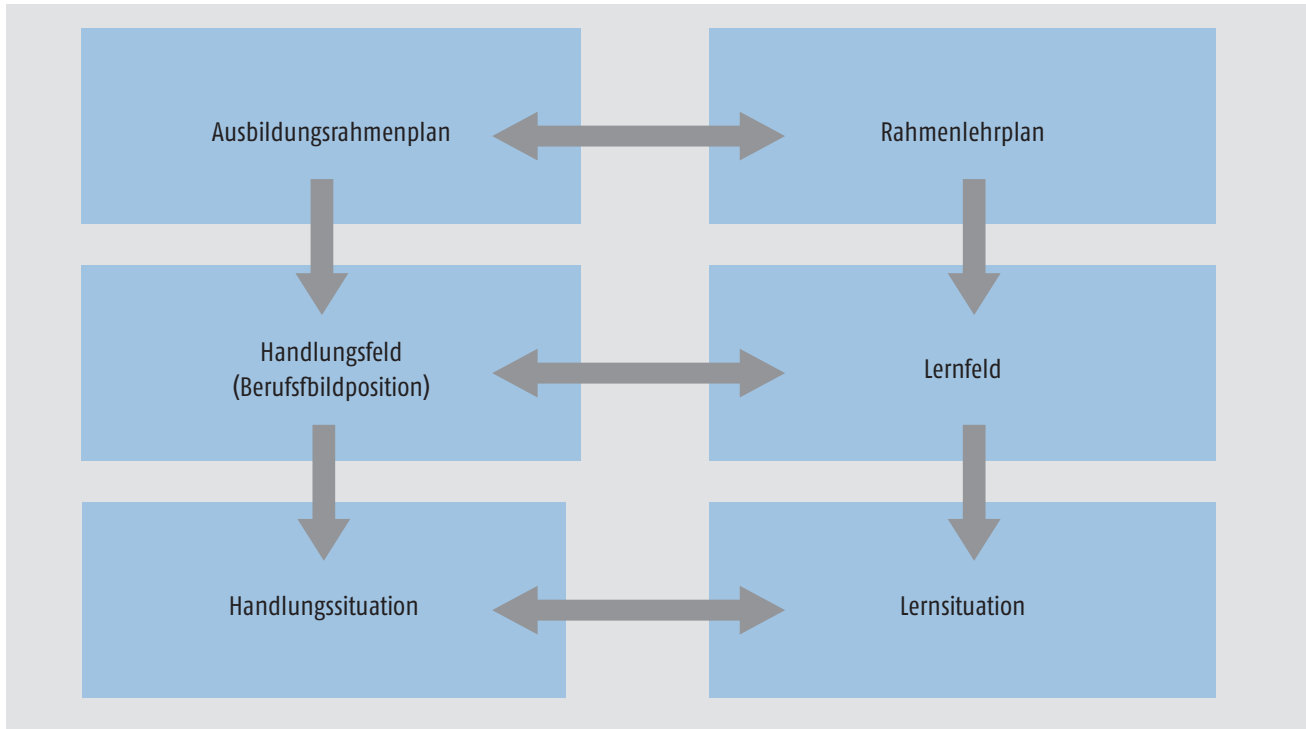 Ausbildungsrahmenplan
Rahmenlehrplan
Handlungsfeld
(Berufsfbildposition)
Lernfeld
Handlungssituation
Lernsituation